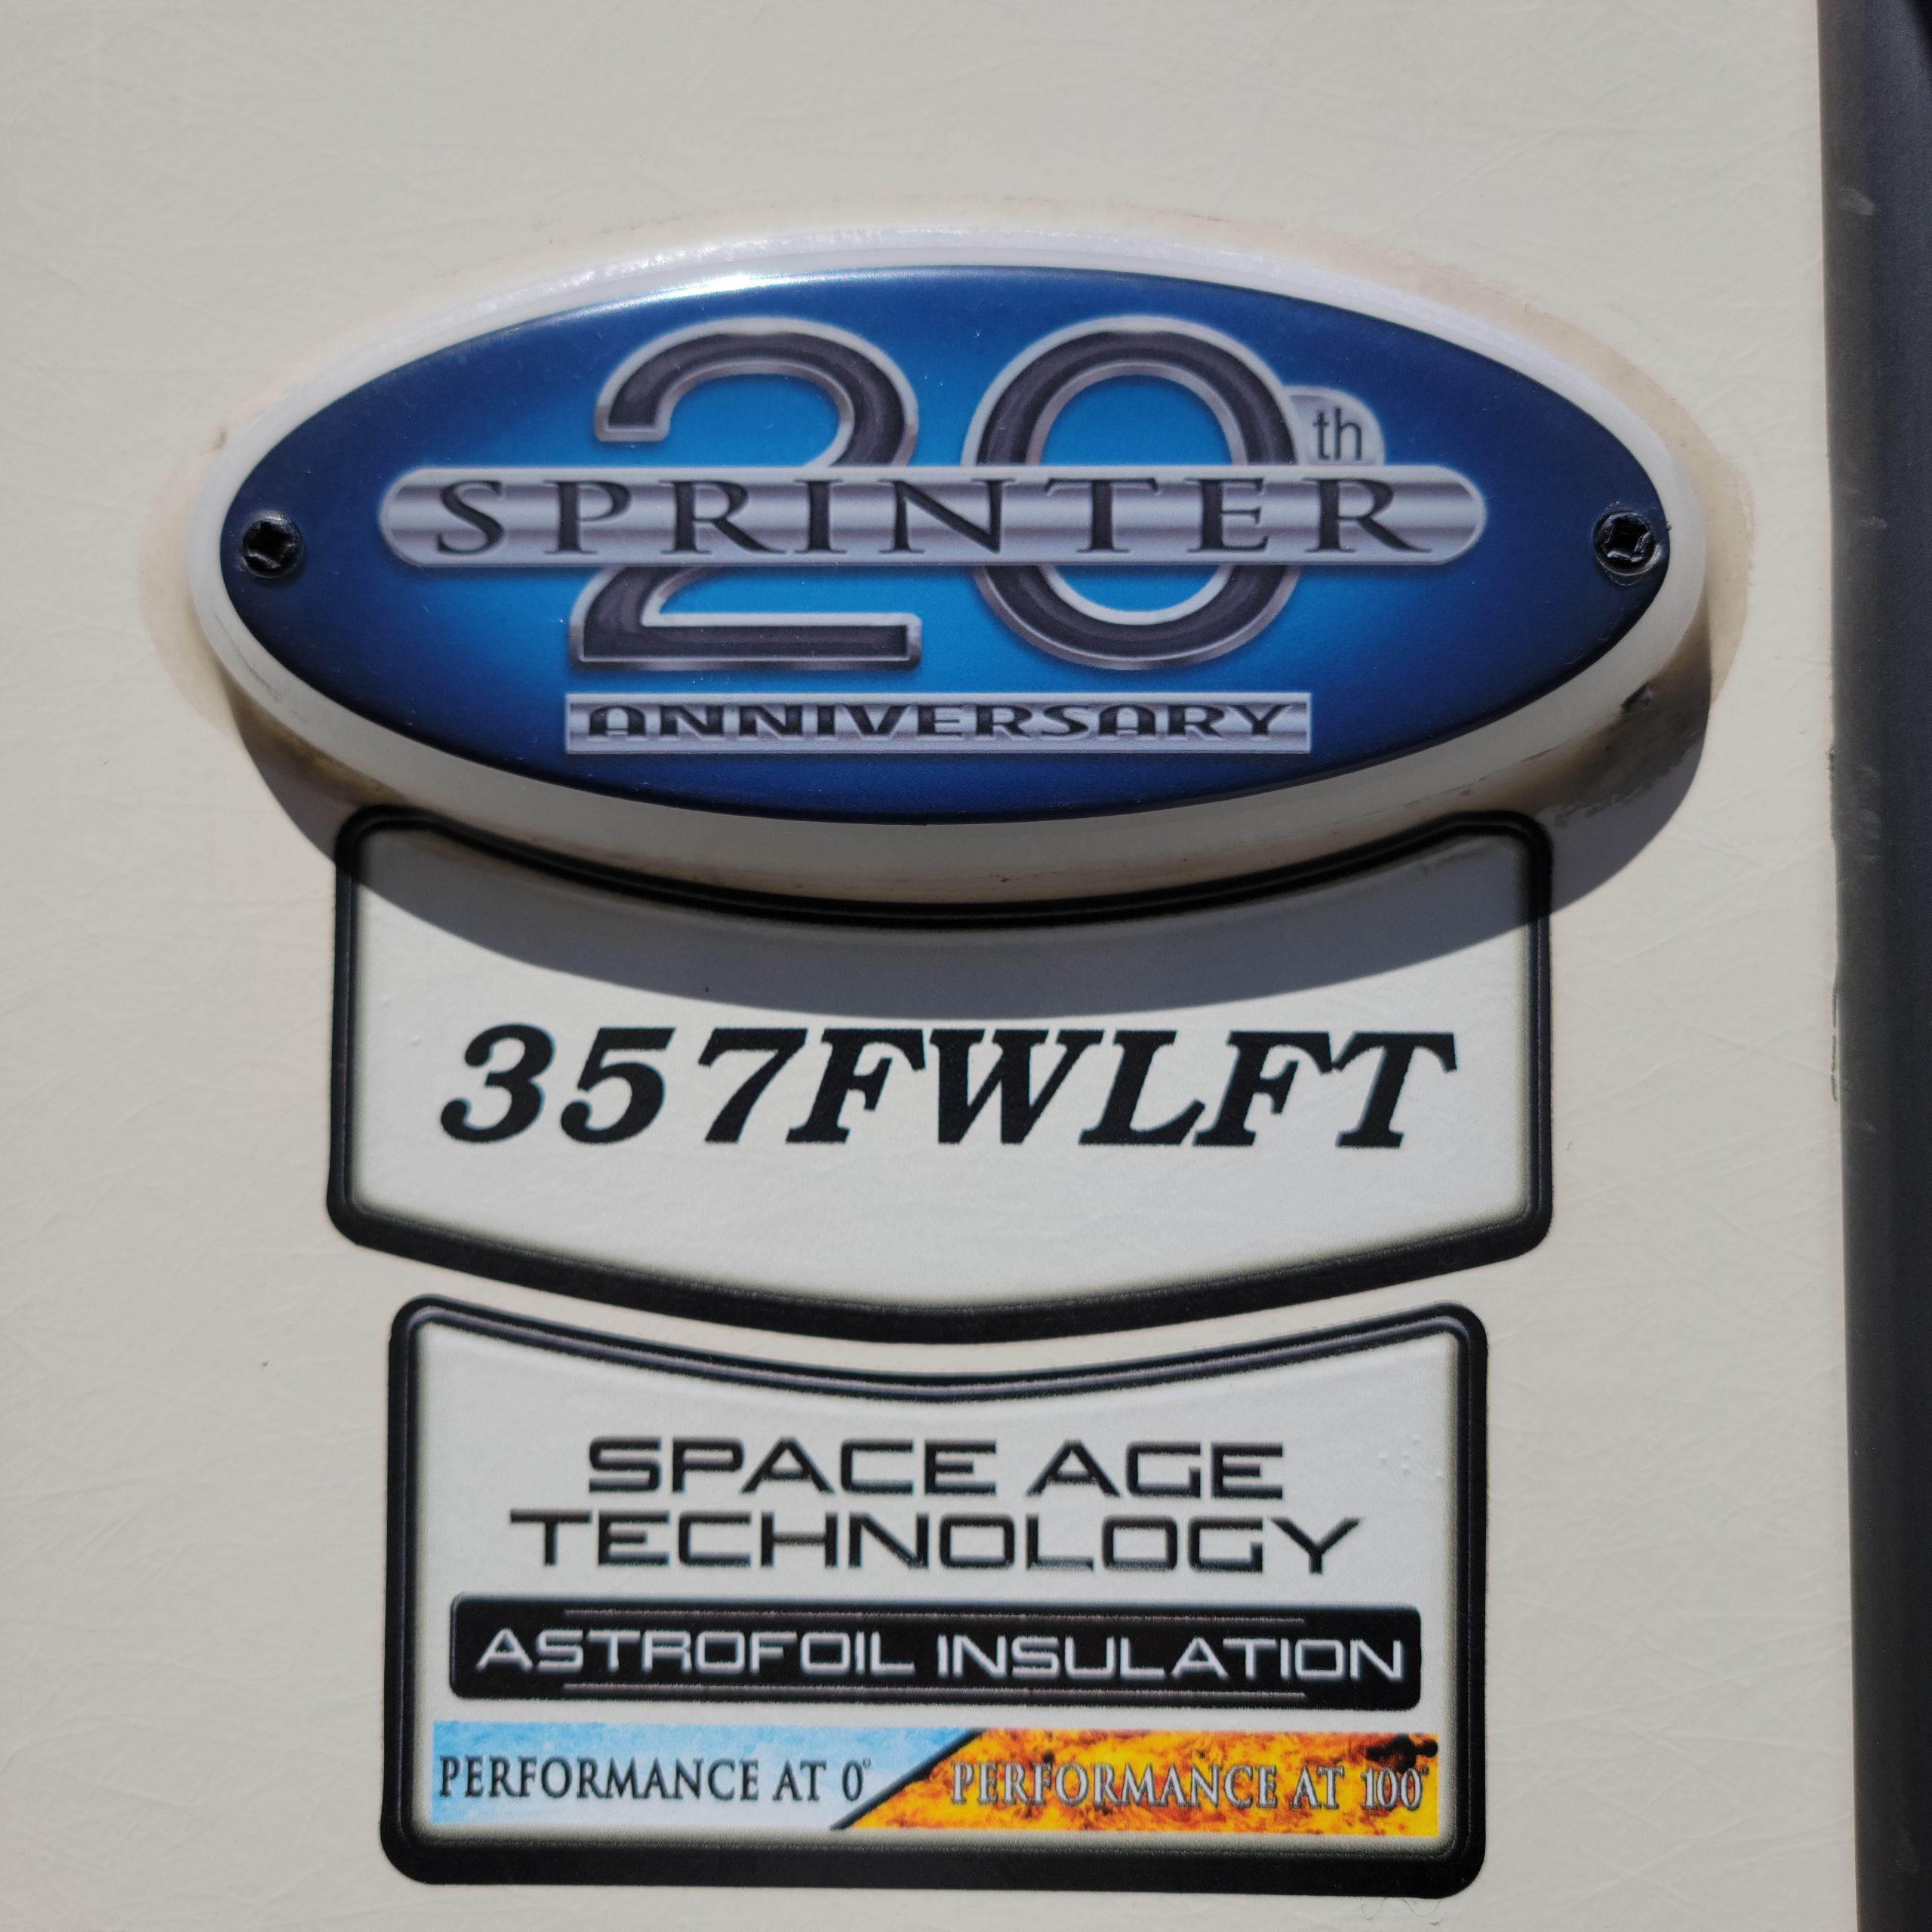 20th
SPRINTER
ANNIVERSARY
357FWLFT
SPACE AGE
TECHNOLOGY
ASTROFOIL INSULATION
PERFORMANCE AT 0° PERFORMANCE AT 100°